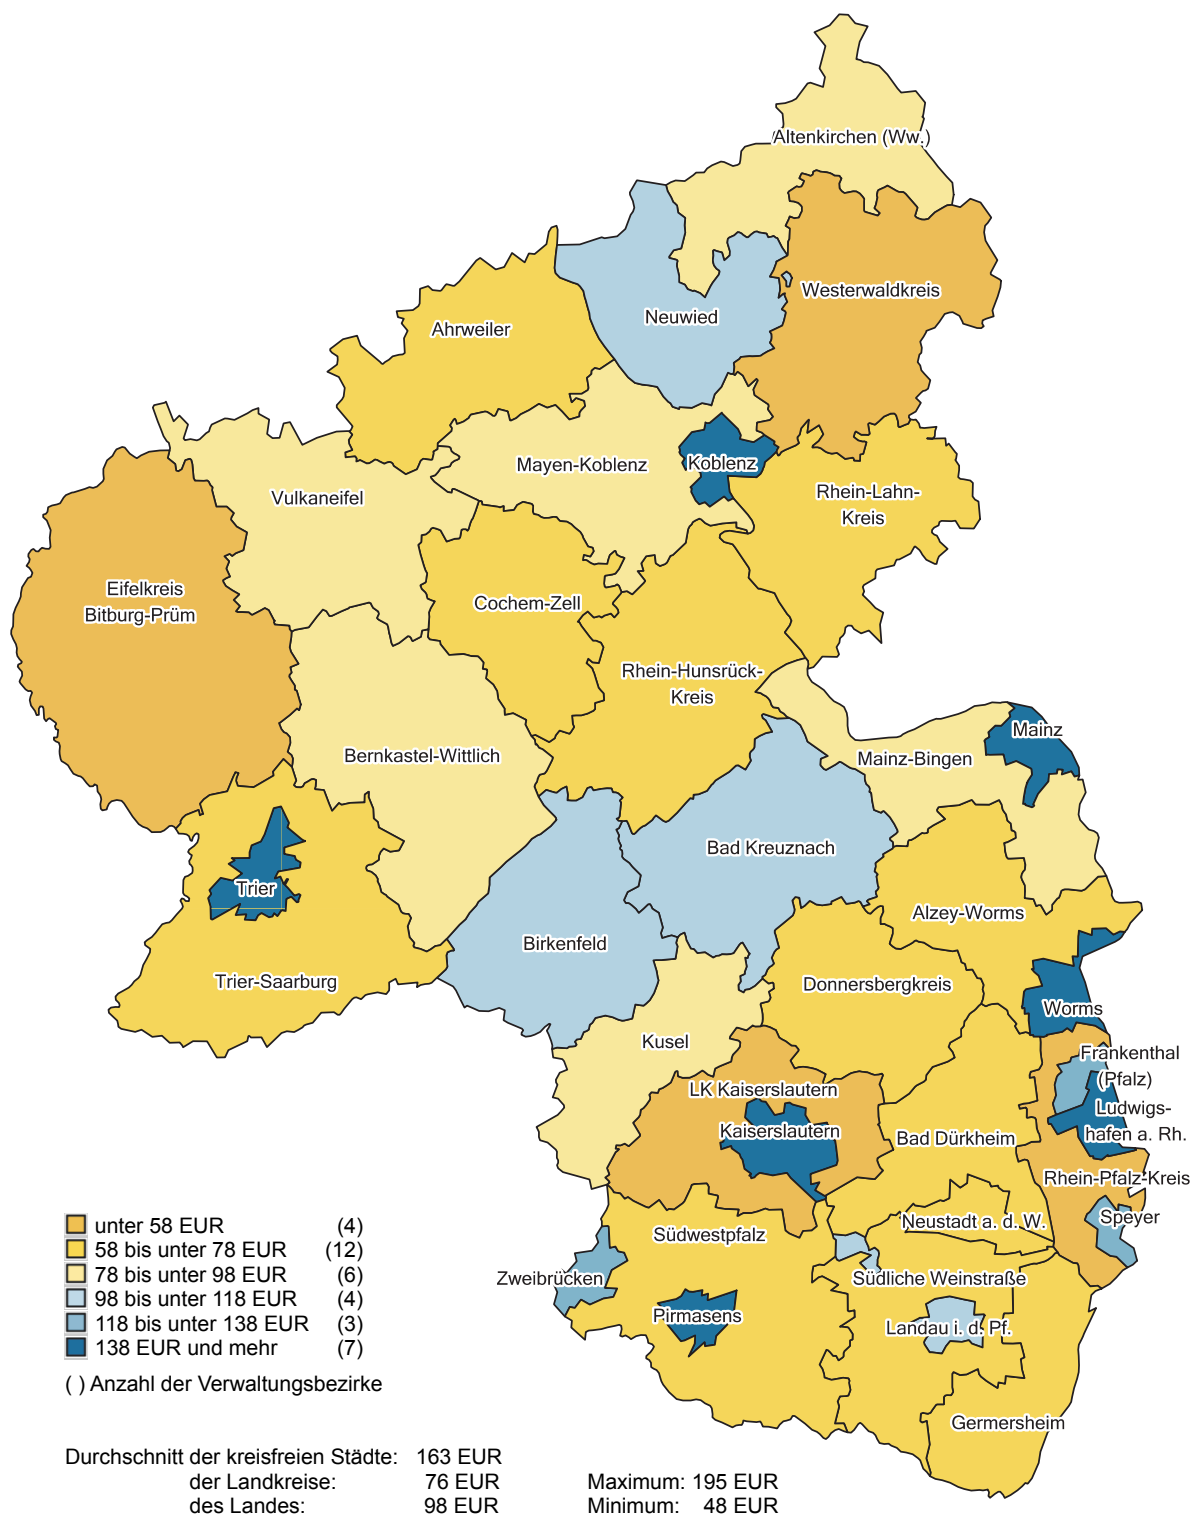 Altenkirchen (Ww.)
Westerwaldkreis
Neuwied
Ahrweiler
Mayen-Koblenz
Koblenz
Vulkaneifel
Rhein-Lahn-
Kreis
Eifelkreis
Bitburg-Prüm
Cochem-Zell
Rhein-Hunsrück-
Kreis
Mainz
Bernkastel-Wittlich
Mainz-Bingen
Bad Kreuznach
Trier
Alzey-Worms
Birkenfeld
Trier-Saarburg
Donnersbergkreis
Worms
Kusel
Frankenthal
(Pfalz)
LK Kaiserslautern
Ludwigs-
hafen a. Rh.
Kaiserslautern
Bad Dürkheim
Rhein-Pfalz-Kreis
Speyer
Neustadt a. d. W.
Südwestpfalz
Zweibrücken
Südliche Weinstraße
Pirmasens
Landau i. d. Pf.
Germersheim
unter 58 EUR (4)
58 bis unter 78 EUR (12)
78 bis unter 98 EUR (6)
98 bis unter 118 EUR (4)
118 bis unter 138 EUR (3)
138 EUR und mehr (7)
( ) Anzahl der Verwaltungsbezirke
Durchschnitt der kreisfreien Städte: 163 EUR
der Landkreise: 76 EUR Maximum: 195 EUR
des Landes: 98 EUR Minimum: 48 EUR